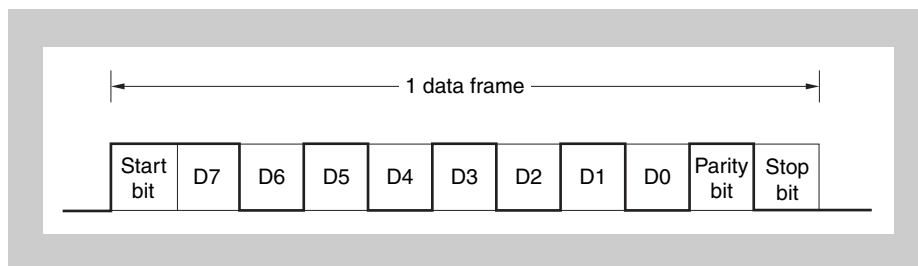 1 data frame
Start bit D7 D6 D5 D4 D3 D2 D1 D0 Parity bit Stop bit